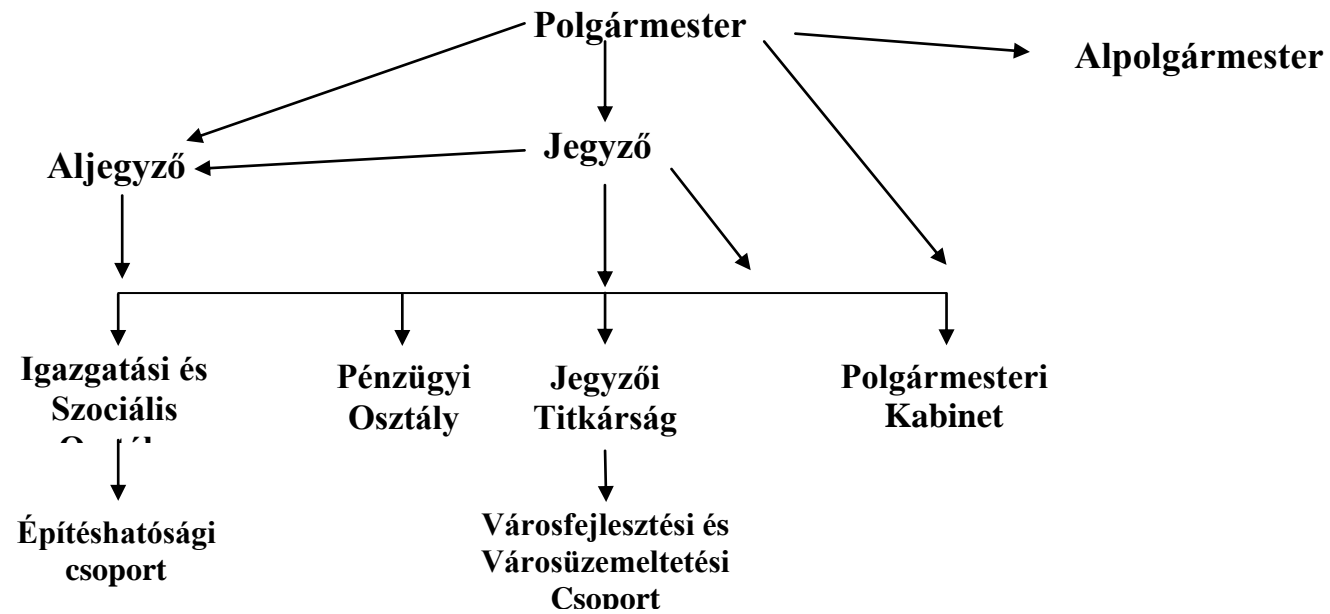 Polgármester
Alpolgármester
Jegyző
Aljegyző
Igazgatási és
Szociális
Pénzügyi
Osztály
Jegyzői
Titkárság
Polgármesteri
Kabinet
Építéshatósági
csoport
Városfejlesztési és
Városüzemeltetési
Csoport